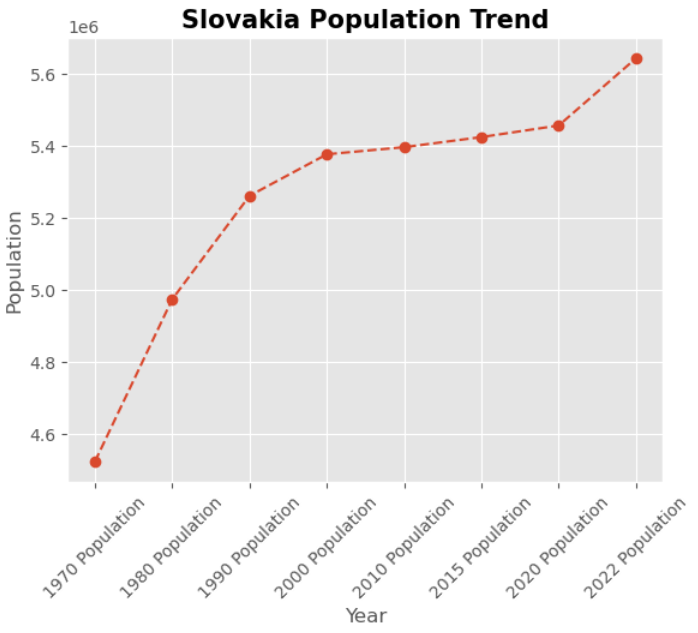 Slovakia Population Trend
1e6
5.6
5.4
5.2
5.0
4.8
4.6
Population
1970 Population
1980 Population
1990 Population
2000 Population
2010 Population
2015 Population
2020 Population
2022 Population
Year